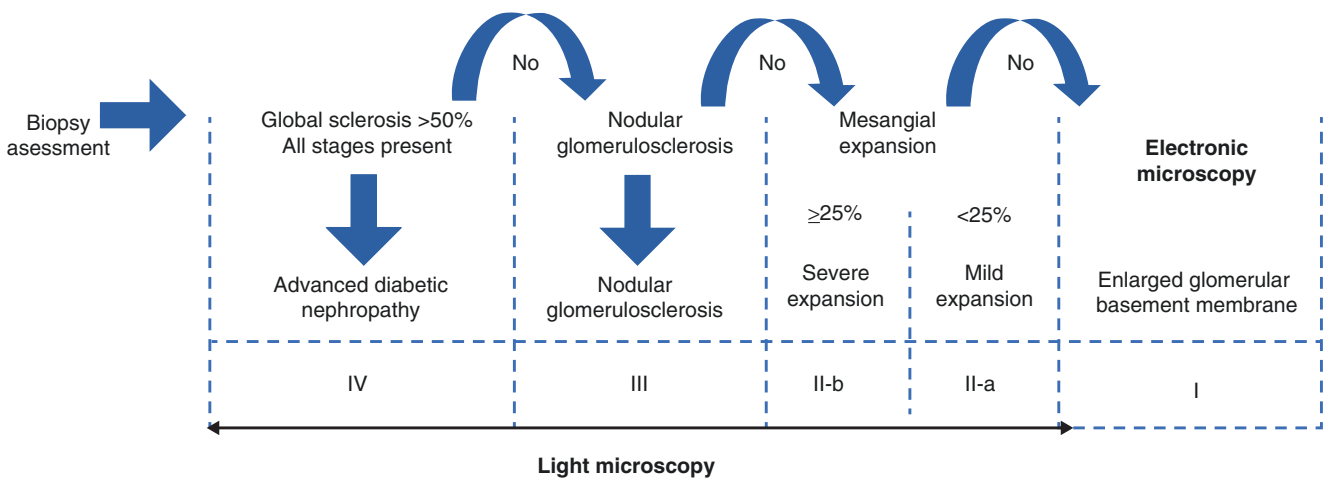 Biopsy
asessment
Global sclerosis >50%
All stages present
No
Nodular
glomerulosclerosis
No
Mesangial
expansion
No
Electronic
microscopy
≥25%
<25%
Advanced diabetic
nephropathy
Nodular
glomerulosclerosis
Severe
expansion
Mild
expansion
Enlarged glomerular
basement membrane
IV
III
II-b
II-a
I
Light microscopy